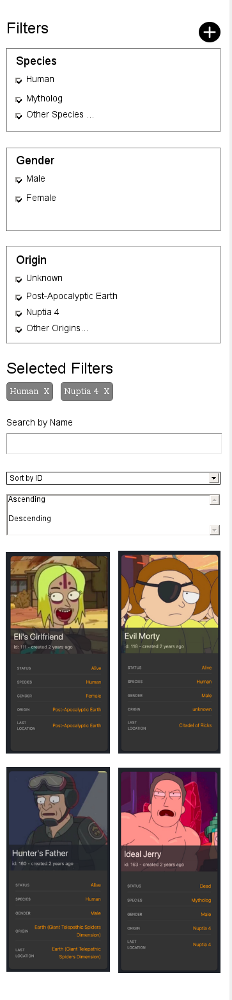 Filters
Species
Human
Mytholog
Other Species ...
Gender
Male
Female
Origin
Unknown
Post-Apocalyptic Earth
Nuptia 4
Other Origins...
Selected Filters
Human X
Nuptia 4 X
Search by Name
Sort by ID
Ascending
Descending
Eli's Girlfriend
id: 111 - created 2 years ago
STATUS Alive
SPECIES Human
GENDER Female
ORIGIN Post-Apocalyptic Earth
LAST
LOCATION Post-Apocalyptic Earth
Evil Morty
id: 118 - created 2 years ago
STATUS Alive
SPECIES Human
GENDER Male
ORIGIN unknown
LAST
LOCATION Citadel of Ricks
Hunter's Father
id: 160 - created 2 years ago
STATUS Alive
SPECIES Human
GENDER Male
ORIGIN Earth (Giant Telepathic Spiders
Dimension)
LAST Earth (Giant Telepathic
LOCATION Spiders Dimension)
Ideal Jerry
id: 163 - created 2 years ago
STATUS Dead
SPECIES Mytholog
GENDER Male
ORIGIN Nuptia 4
LAST
LOCATION Nuptia 4